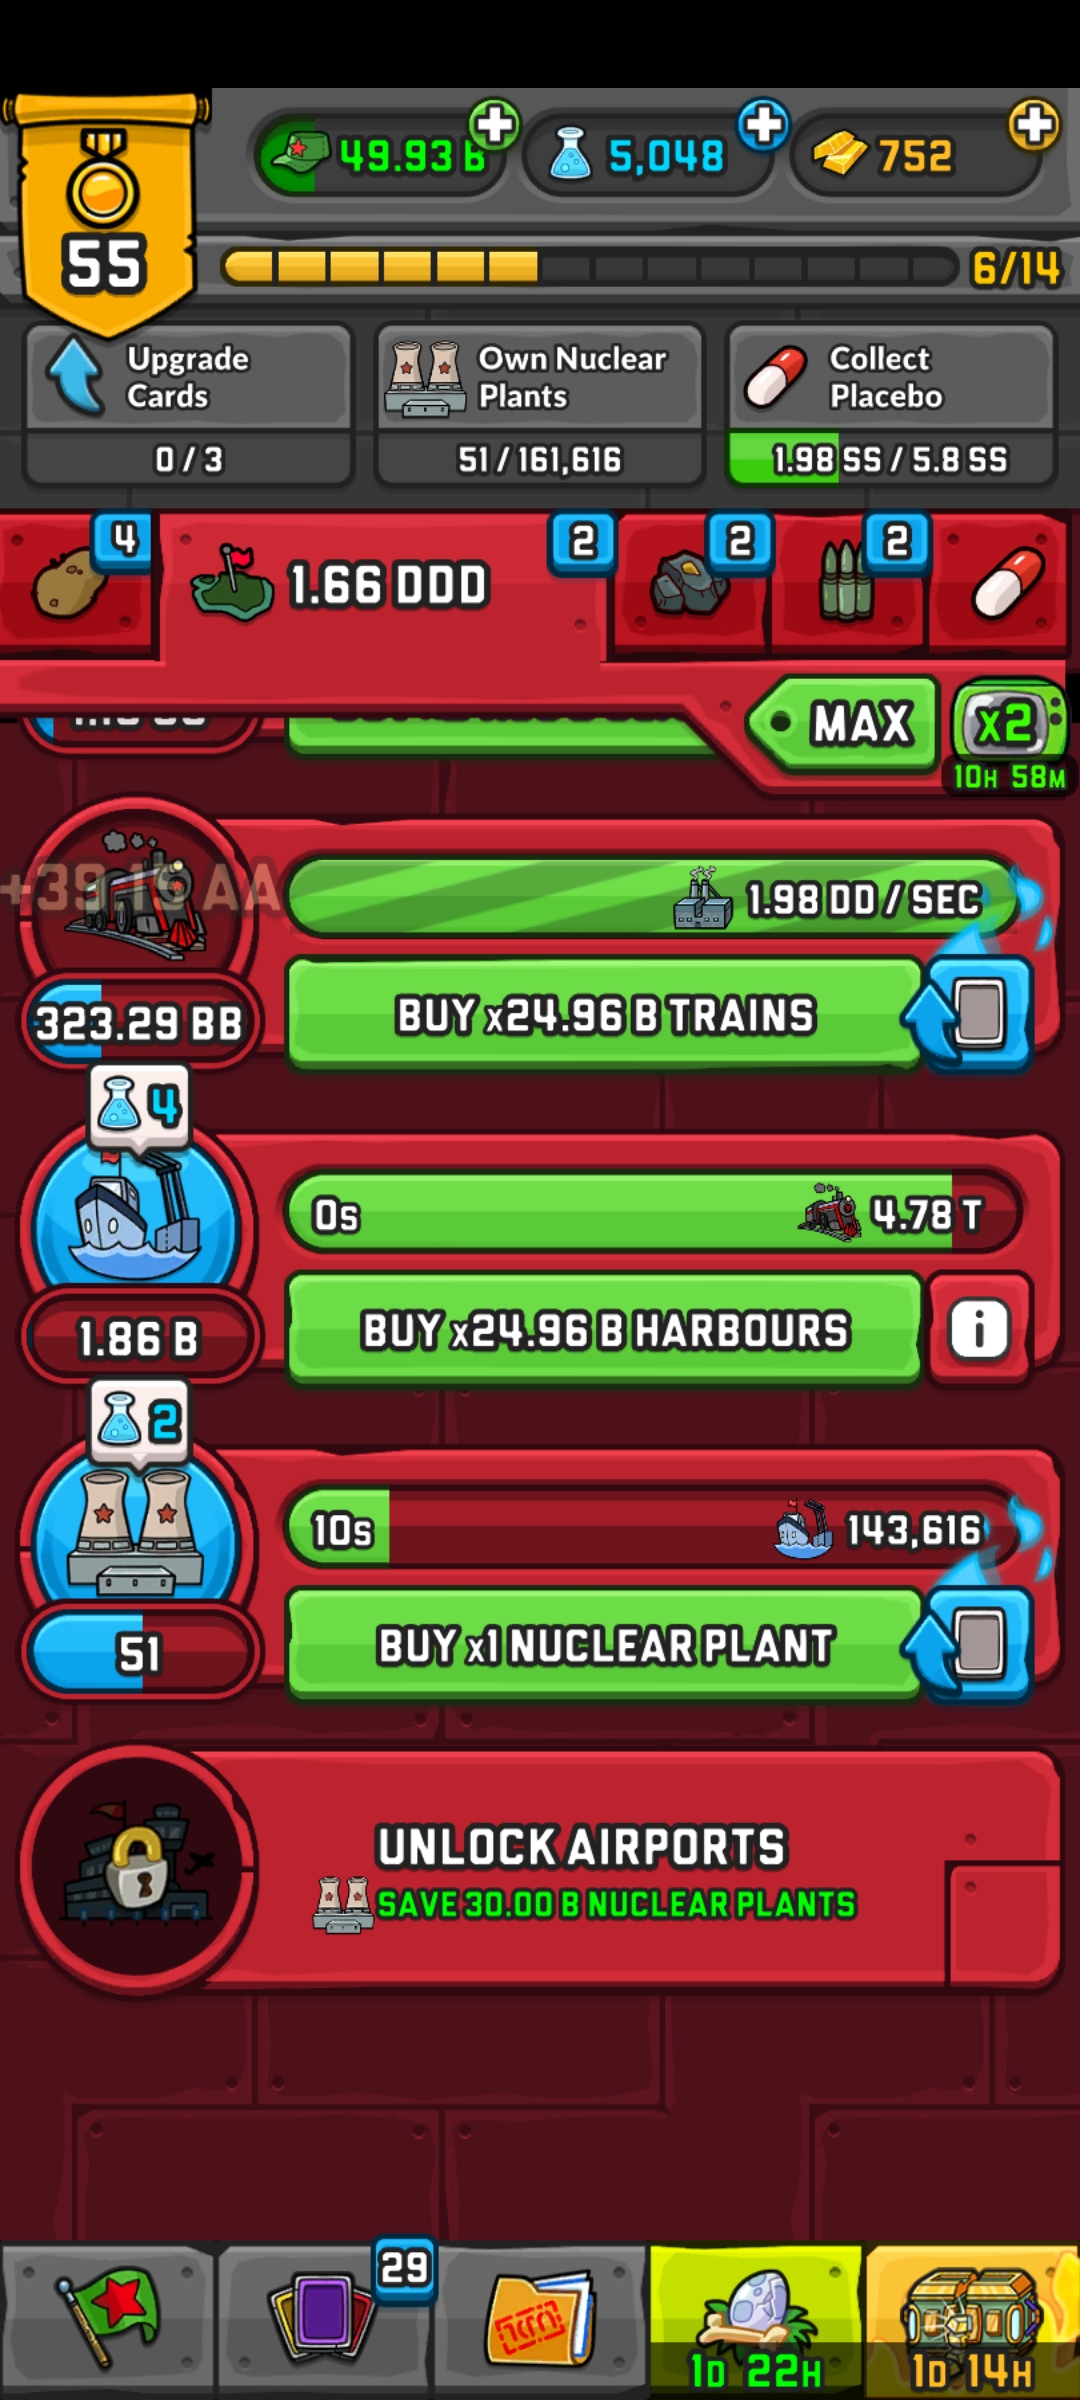 49.93 B
5,048
752
55
6/14
Upgrade
Cards
0 / 3
Own Nuclear
Plants
51 / 161,616
Collect
Placebo
1.98 SS / 5.8 SS
4
1.66 DDD
2
2
2
MAX
x2
10H 58M
+39.15 AA
1.98 DD / SEC
BUY x24.96 B TRAINS
323.29 BB
4
0s
4.78 T
BUY x24.96 B HARBOURS
i
1.86 B
2
10s
143,616
BUY x1 NUCLEAR PLANT
51
UNLOCK AIRPORTS
SAVE 30.00 B NUCLEAR PLANTS
29
1D 22H
1D 14H